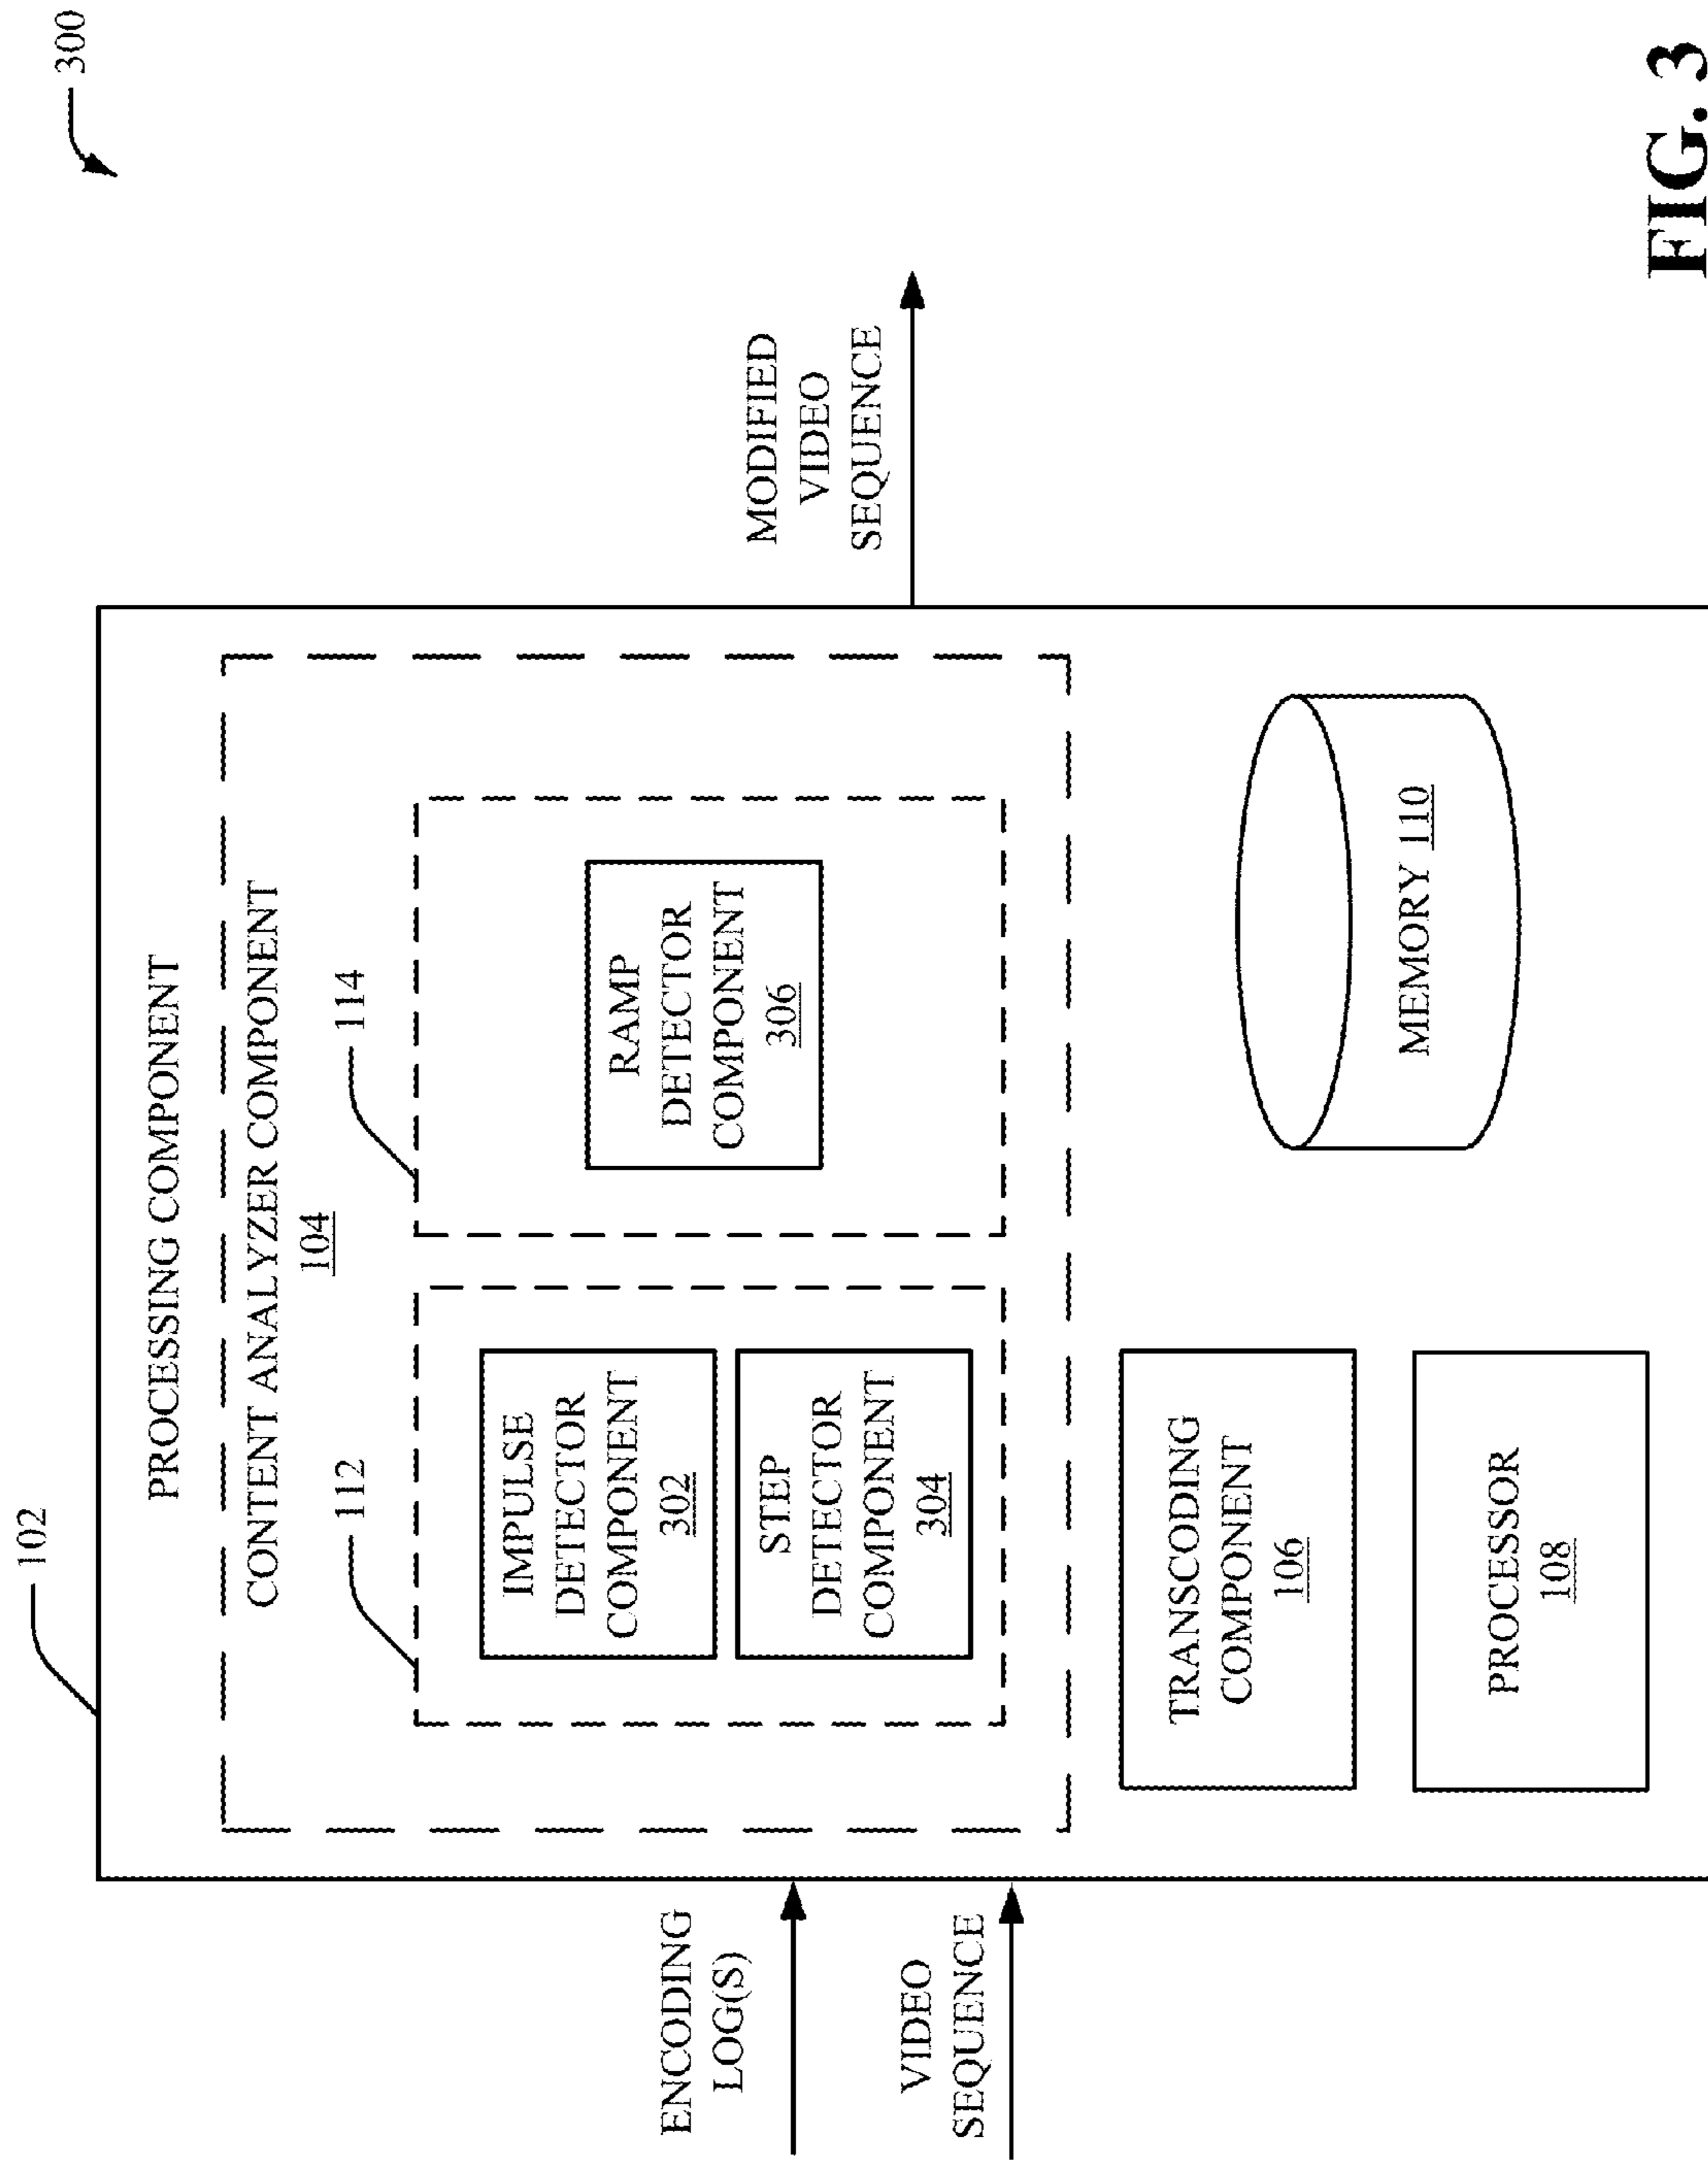 300
102
PROCESSING COMPONENT
CONTENT ANALYZER COMPONENT
104
112
114
IMPULSE
DETECTOR
COMPONENT
302
STEP
DETECTOR
COMPONENT
304
RAMP
DETECTOR
COMPONENT
306
ENCODING
LOG(S)
VIDEO
SEQUENCE
MODIFIED
VIDEO
SEQUENCE
TRANSCODING
COMPONENT
106
PROCESSOR
108
MEMORY 110
FIG. 3